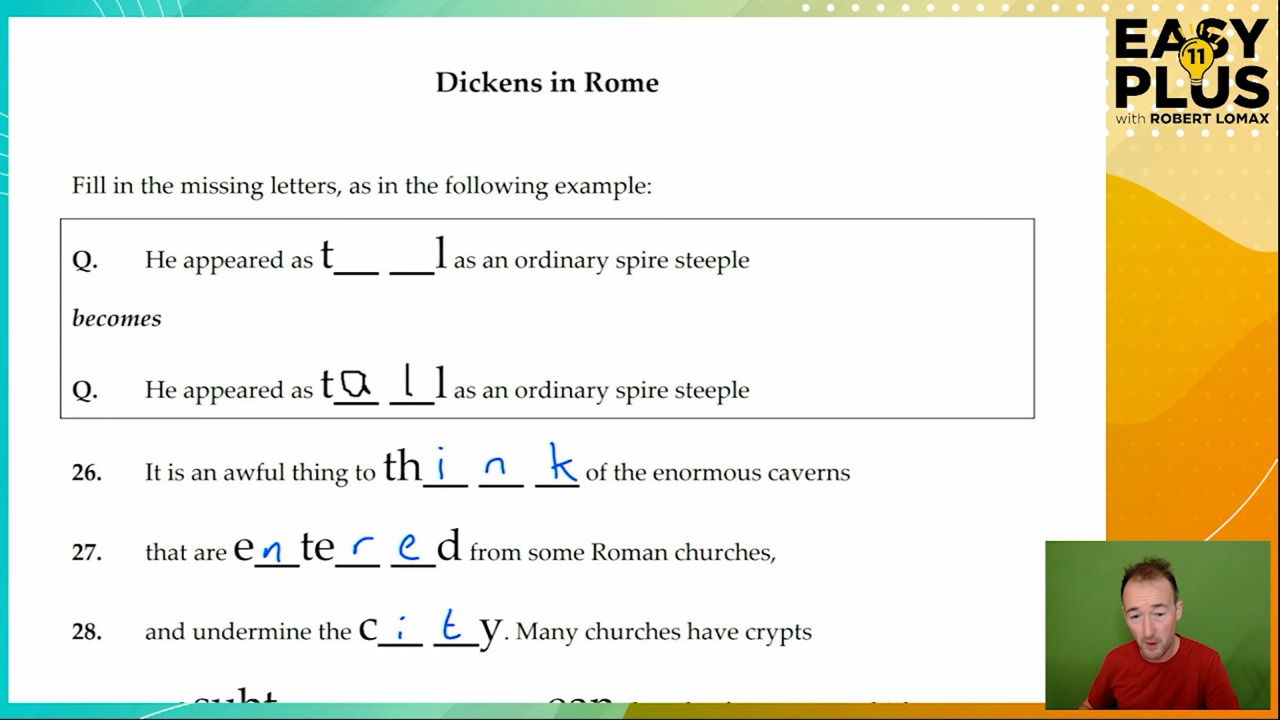 EASY
11
PLUS
with ROBERT LOMAX
Dickens in Rome
Fill in the missing letters, as in the following example:
Q. He appeared as t__ __l as an ordinary spire steeple
becomes
Q. He appeared as tall as an ordinary spire steeple
26. It is an awful thing to think of the enormous caverns
27. that are entered from some Roman churches,
28. and undermine the city. Many churches have crypts